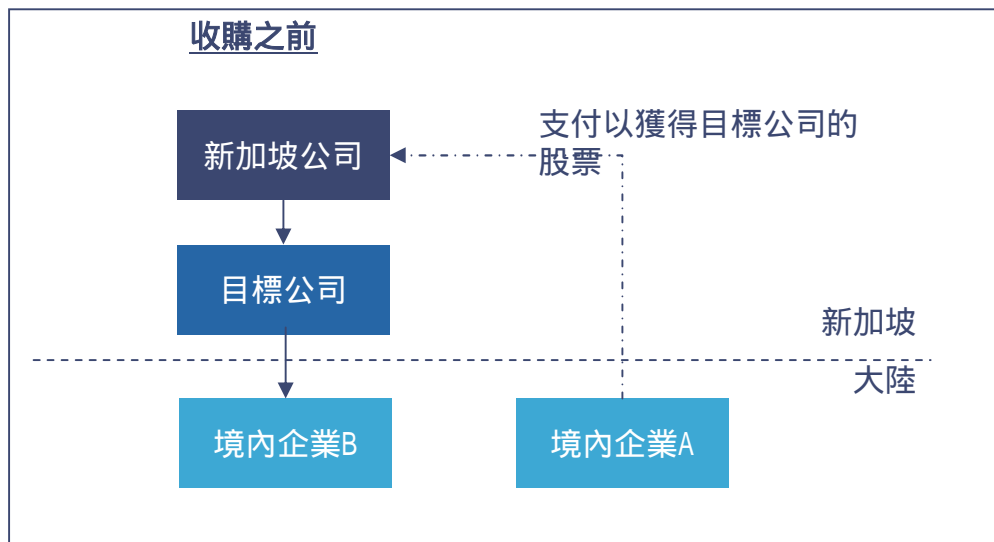 收購之前
新加坡公司
支付以獲得目標公司的
股票
目標公司
新加坡
大陸
境內企業B
境內企業A